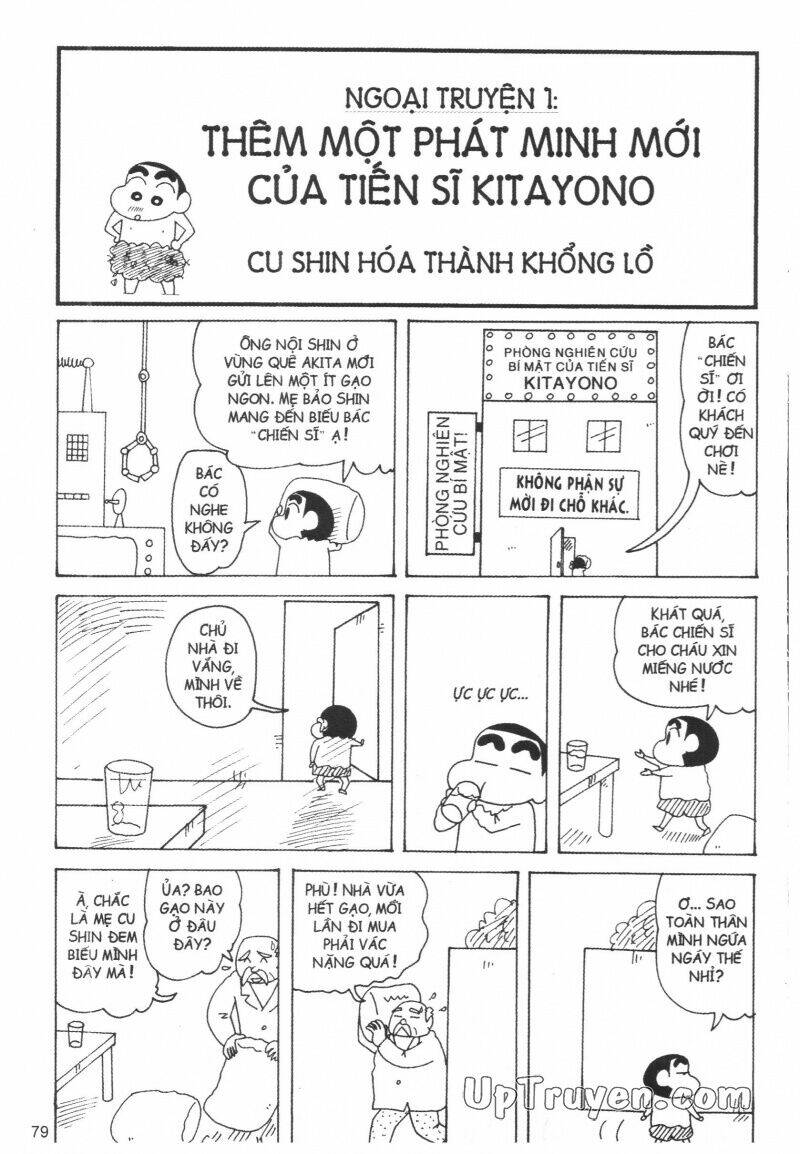 NGOẠI TRUYỆN 1:
THÊM MỘT PHÁT MINH MỚI
CỦA TIẾN SĨ KITAYONO
CU SHIN HÓA THÀNH KHỔNG LỒ
BÁC
"CHIẾN
SĨ" ƠI
ỜI! CÓ
KHÁCH
QUÝ ĐẾN
CHƠI
NÈ!
PHÒNG NGHIÊN CỨU
BÍ MẬT CỦA TIẾN SĨ
KITAYONO
PHÒNG NGHIÊN
CỨU BÍ MẬT!
KHÔNG PHẬN SỰ
MỜI ĐI CHỖ KHÁC.
ÔNG NỘI SHIN Ở
VÙNG QUÊ AKITA MỚI
GỬI LÊN MỘT ÍT GẠO
NGON. MẸ BẢO SHIN
MANG ĐẾN BIẾU BÁC
"CHIẾN SĨ" Ạ!
BÁC
CÓ
NGHE
KHÔNG
ĐẤY?
KHÁT QUÁ,
BÁC CHIẾN SĨ
CHO CHÁU XIN
MIẾNG NƯỚC
NHÉ!
ỰC ỰC ỰC...
CHỦ
NHÀ ĐI
VẮNG,
MÌNH VỀ
THÔI.
Ơ... SAO
TOÀN THÂN
MÌNH NGỨA
NGÁY THẾ
NHỈ?
PHÙ! NHÀ VỪA
HẾT GẠO, MỖI
LẦN ĐI MUA
PHẢI VÁC
NẶNG QUÁ!
ỦA? BAO
GẠO NÀY
Ở ĐÂU
ĐÂY?
À, CHẮC
LÀ MẸ CU
SHIN ĐEM
BIẾU MÌNH
ĐÂY MÀ!
UpTruyen.com
79